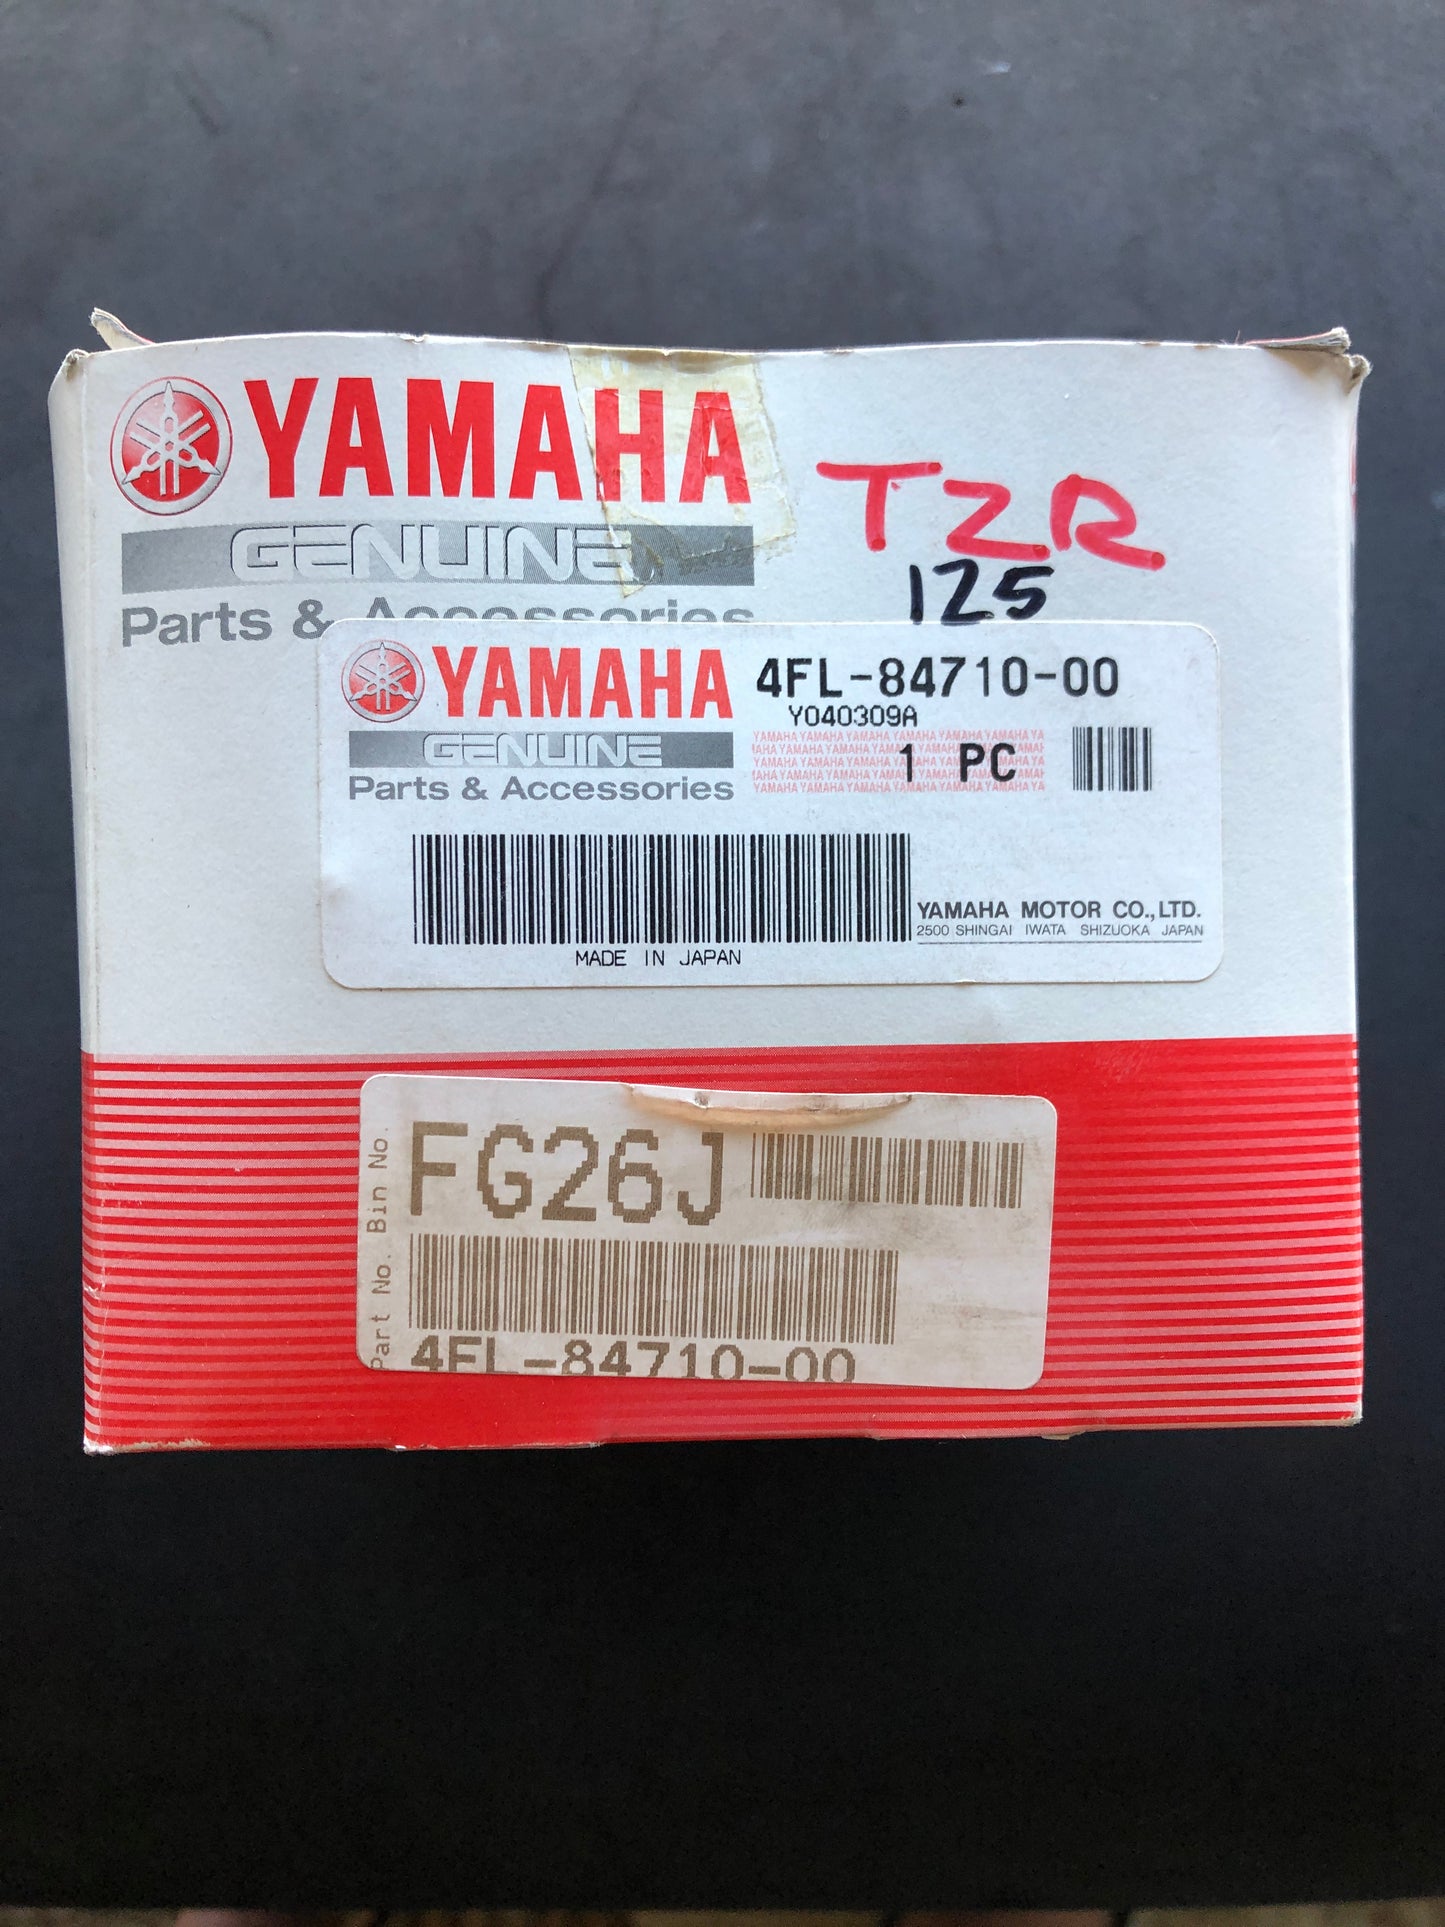 YAMAHA
GENUINE
Parts & Accessories
TZR
125
YAMAHA
GENUINE
Parts & Accessories
4FL-84710-00
Y040309A
1 PC
MADE IN JAPAN
YAMAHA MOTOR CO., LTD.
2500 SHINGAI IWATA SHIZUOKA JAPAN
Bin No.
FG26J
Part No.
4FL-84710-00